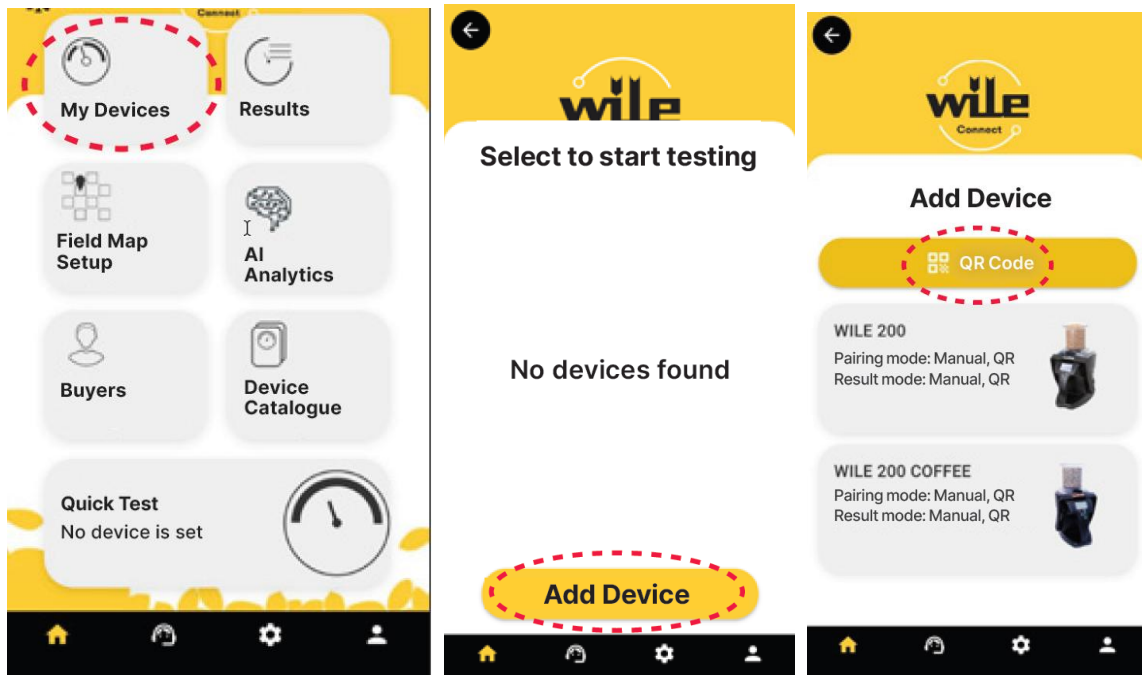 Connect
My Devices
Results
Field Map
Setup
AI
Analytics
Buyers
Device
Catalogue
Quick Test
No device is set
wile
Select to start testing
No devices found
Add Device
wile
Connect
Add Device
QR Code
WILE 200
Pairing mode: Manual, QR
Result mode: Manual, QR
WILE 200 COFFEE
Pairing mode: Manual, QR
Result mode: Manual, QR